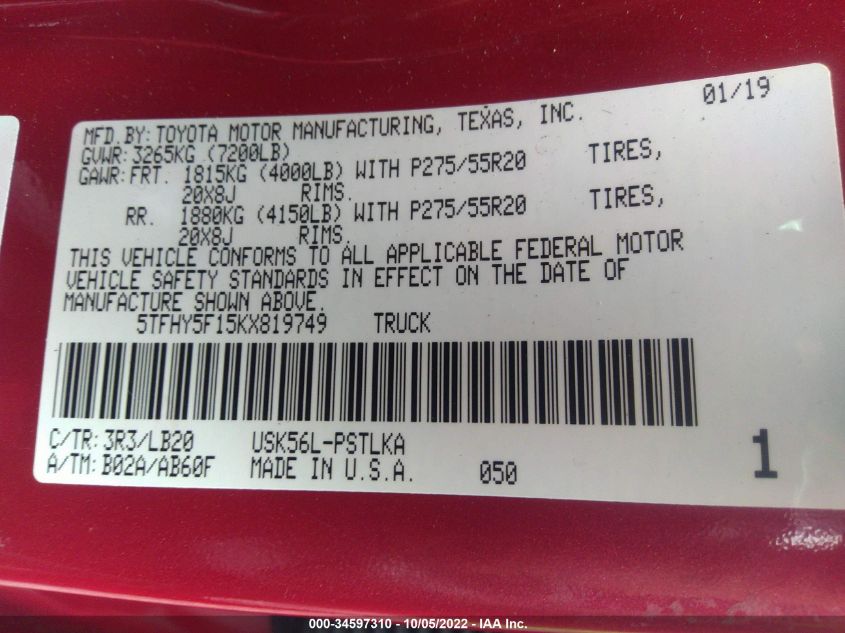 01/19
MFD.BY: TOYOTA MOTOR MANUFACTURING, TEXAS, INC.
GVWR: 3265KG (7200LB)
GAWR: FRT. 1815KG (4000LB) WITH P275/55R20 TIRES,
20X8J RIMS.
RR. 1880KG (4150LB) WITH P275/55R20 TIRES,
20X8J RIMS.
THIS VEHICLE CONFORMS TO ALL APPLICABLE FEDERAL MOTOR
VEHICLE SAFETY STANDARDS IN EFFECT ON THE DATE OF
MANUFACTURE SHOWN ABOVE.
5TFHY5F15KX819749 TRUCK
C/TR: 3R3/LB20 USK56L-PSTLKA
A/TM: B02A/AB60F MADE IN U.S.A. 050 1
000-34597310 - 10/05/2022 - IAA Inc.